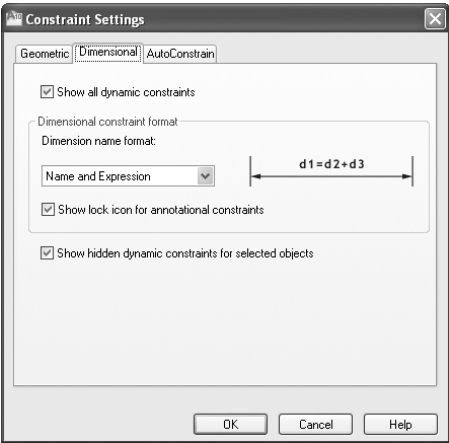 Constraint Settings
Geometric Dimensional AutoConstrain
Show all dynamic constraints
Dimensional constraint format
Dimension name format:
Name and Expression
d1=d2+d3
Show lock icon for annotational constraints
Show hidden dynamic constraints for selected objects
OK Cancel Help